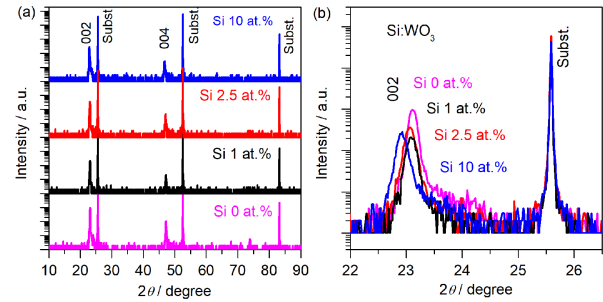 (a)
002
Subst.
004
Subst.
Subst.
Si 10 at.%
Si 2.5 at.%
Si 1 at.%
Si 0 at.%
Intensity / a.u.
10 20 30 40 50 60 70 80 90
2θ / degree
(b)
Si:WO₃
002
Si 0 at.%
Si 1 at.%
Si 2.5 at.%
Si 10 at.%
Subst.
Intensity / a.u.
22 23 24 25 26
2θ / degree